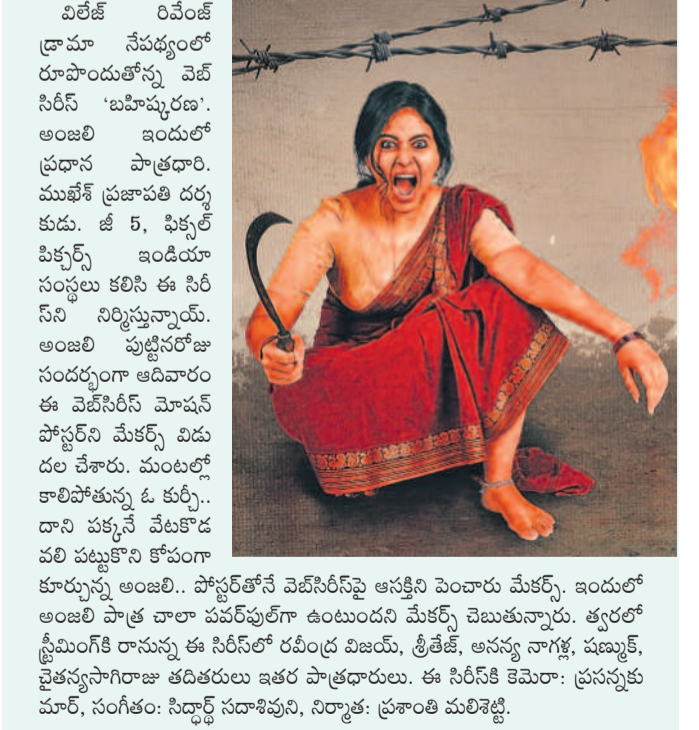 విలేజ్ రివేంజ్
డ్రామా నేపథ్యంలో
రూపొందుతోన్న వెబ్
సిరీస్ ‘బహిష్కరణ’.
అంజలి ఇందులో
ప్రధాన పాత్రధారి.
ముఖేశ్ ప్రజాపతి దర్శ
కుడు. జీ 5, ఫిక్సల్
పిక్చర్స్ ఇండియా
సంస్థలు కలిసి ఈ సిరీ
స్‌ని నిర్మిస్తున్నాయ్.
అంజలి పుట్టినరోజు
సందర్భంగా ఆదివారం
ఈ వెబ్‌సిరీస్ మోషన్
పోస్టర్‌ని మేకర్స్ విడు
దల చేశారు. మంటల్లో
కాలిపోతున్న ఓ కుర్చీ..
దాని పక్కనే వేటకొడ
వలి పట్టుకొని కోపంగా
కూర్చున్న అంజలి.. పోస్టర్‌తోనే వెబ్‌సిరీస్‌పై ఆసక్తిని పెంచారు మేకర్స్. ఇందులో
అంజలి పాత్ర చాలా పవర్‌ఫుల్‌గా ఉంటుందని మేకర్స్ చెబుతున్నారు. త్వరలో
స్ట్రీమింగ్‌కి రానున్న ఈ సిరీస్‌లో రవీంద్ర విజయ్, శ్రీతేజ్, అనన్య నాగళ్ల, షణ్ముక్,
చైతన్యసాగిరాజు తదితరులు ఇతర పాత్రధారులు. ఈ సిరీస్‌కి కెమెరా: ప్రసన్నకు
మార్, సంగీతం: సిద్ధార్థ్ సదాశివుని, నిర్మాత: ప్రశాంతి మలిశెట్టి.